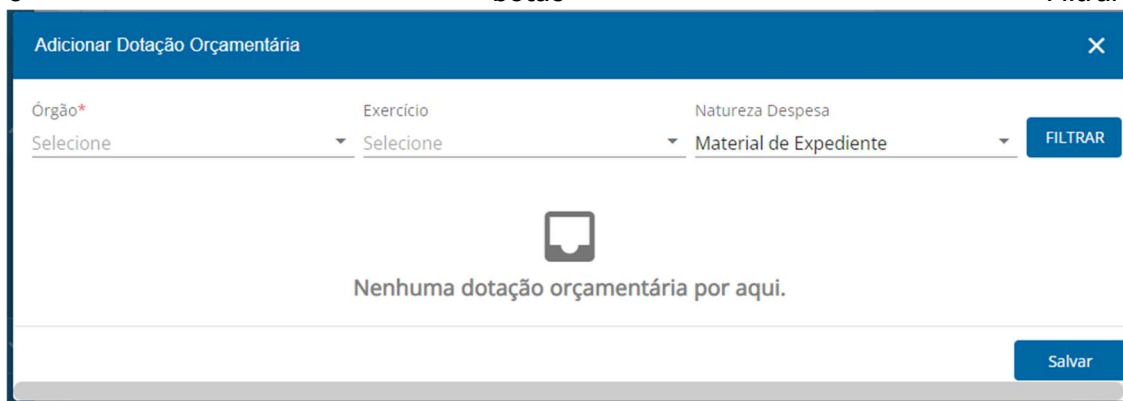 botão
Adicionar Dotação Orçamentária
Órgão* Exercício Natureza Despesa
Selecione Selecione Material de Expediente FILTRAR
Nenhuma dotação orçamentária por aqui.
Salvar